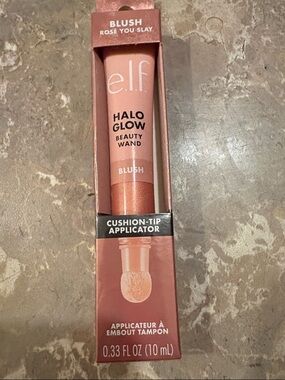 BLUSH
ROSÉ YOU SLAY
e.l.f
HALO
GLOW
BEAUTY
WAND
BLUSH
CUSHION-TIP
APPLICATOR
APPLICATEUR À
EMBOUT TAMPON
0.33 FL OZ (10 mL)